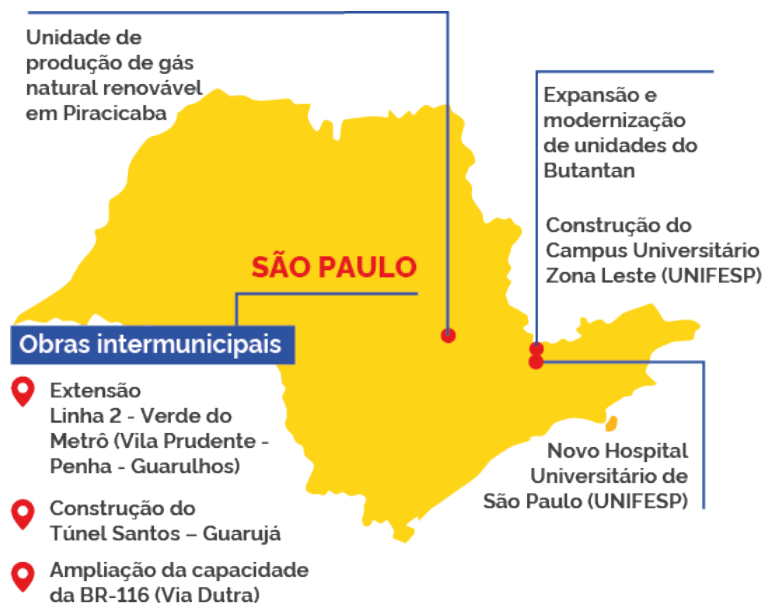 Unidade de
produção de gás
natural renovável
em Piracicaba
Expansão e
modernização
de unidades do
Butantan
Construção do
Campus Universitário
Zona Leste (UNIFESP)
SÃO PAULO
Obras intermunicipais
Extensão
Linha 2 - Verde do
Metrô (Vila Prudente -
Penha - Guarulhos)
Construção do
Túnel Santos – Guarujá
Ampliação da capacidade
da BR-116 (Via Dutra)
Novo Hospital
Universitário de
São Paulo (UNIFESP)